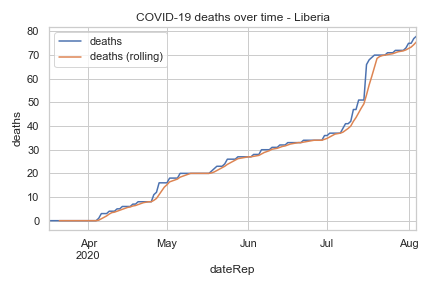 COVID-19 deaths over time - Liberia
deaths
deaths (rolling)
80
70
60
50
40
30
20
10
0
deaths
Apr
2020
May
Jun
Jul
Aug
dateRep